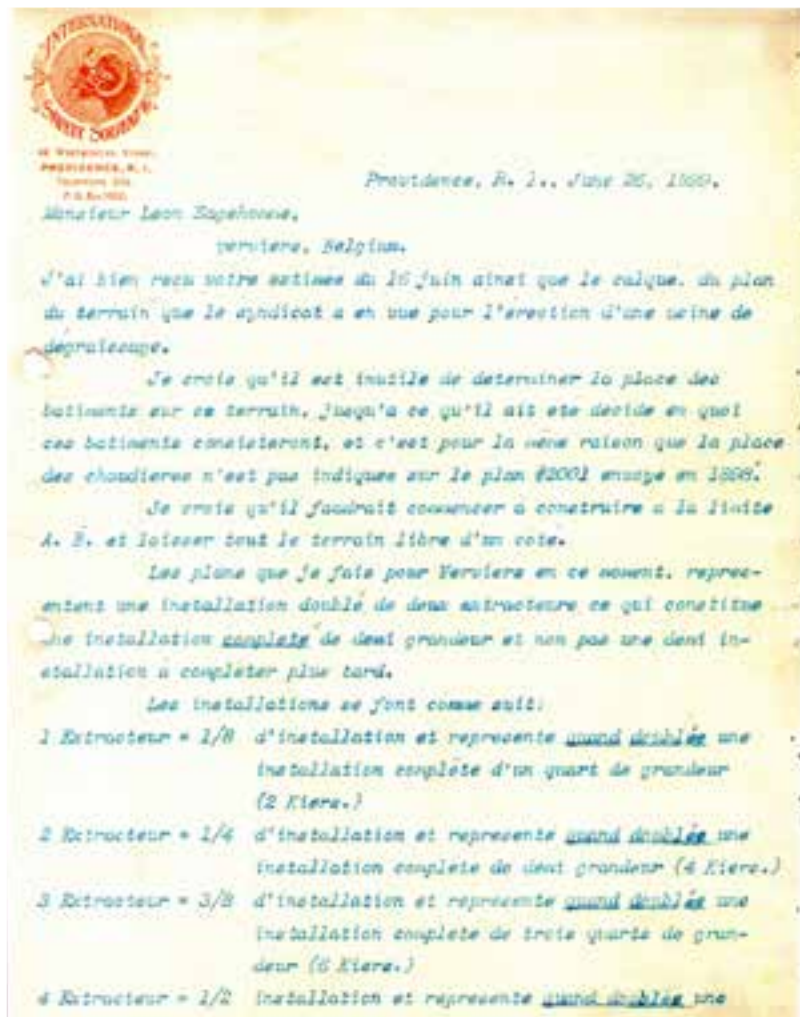 INTERNATIONAL
PROVIDENCE, R. I.
Providence, R. I., June 26, 1899.
Monsieur Leon
Verviers, Belgium.
J'ai bien recu votre estimee du 16 juin ainsi que le calque, du plan
du terrain que le syndicat a en vue pour l'erection d'une usine de
degraissage.
Je crois qu'il est inutile de determiner la place des
batiments sur ce terrain, jusqu'a ce qu'il ait ete decide en quoi
ces batiments consisteront, et c'est pour la meme raison que la place
des chaudieres n'est pas indiquee sur le plan #2001 envoye en 1898.
Je crois qu'il faudrait commencer a construire a la limite
A. B. et laisser tout le terrain libre d'un cote.
Les plans que je fais pour Verviers en ce moment, repres-
entent une installation double de deux extracteurs ce qui constitue
une installation complete de demi grandeur et non pas une demi in-
stallation a completer plus tard.
Les installations se font comme suit:
1 Extracteur = 1/8 d'installation et represente quand doublée une
installation complete d'un quart de grandeur
(2 Kiers.)
2 Extracteur = 1/4 d'installation et represente quand doublée une
installation complete de demi grandeur (4 Kiers.)
3 Extracteur = 3/8 d'installation et represente quand doublée une
installation complete de trois quarts de gran-
deur (6 Kiers.)
4 Extracteur = 1/2 installation et represente quand doublée une